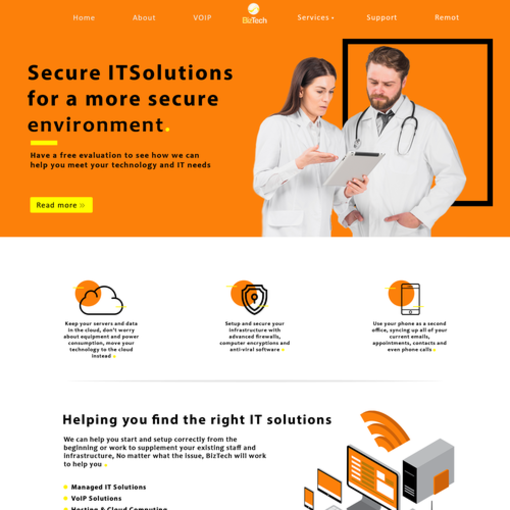 Home About VOIP BizTech Services Support Remot
Secure ITSolutions
for a more secure
environment.
Have a free evaluation to see how we can
help you meet your technology and IT needs
Read more »
Keep your servers and data
in the cloud, don't worry
about equipment and power
consumption, move your
technology to the cloud
instead
Setup and secure your
infrastructure with
advanced firewalls,
computer encryptions and
anti-viral software
Use your phone as a second
office, syncing up all of your
current emails,
appointments, contacts and
even phone calls
Helping you find the right IT solutions
We can help you start and setup correctly from the
beginning or work to supplement your existing staff and
infrastructure, No matter what the issue, BizTech will work
to help you
Managed IT Solutions
VoIP Solutions
Hosting & Cloud Computing